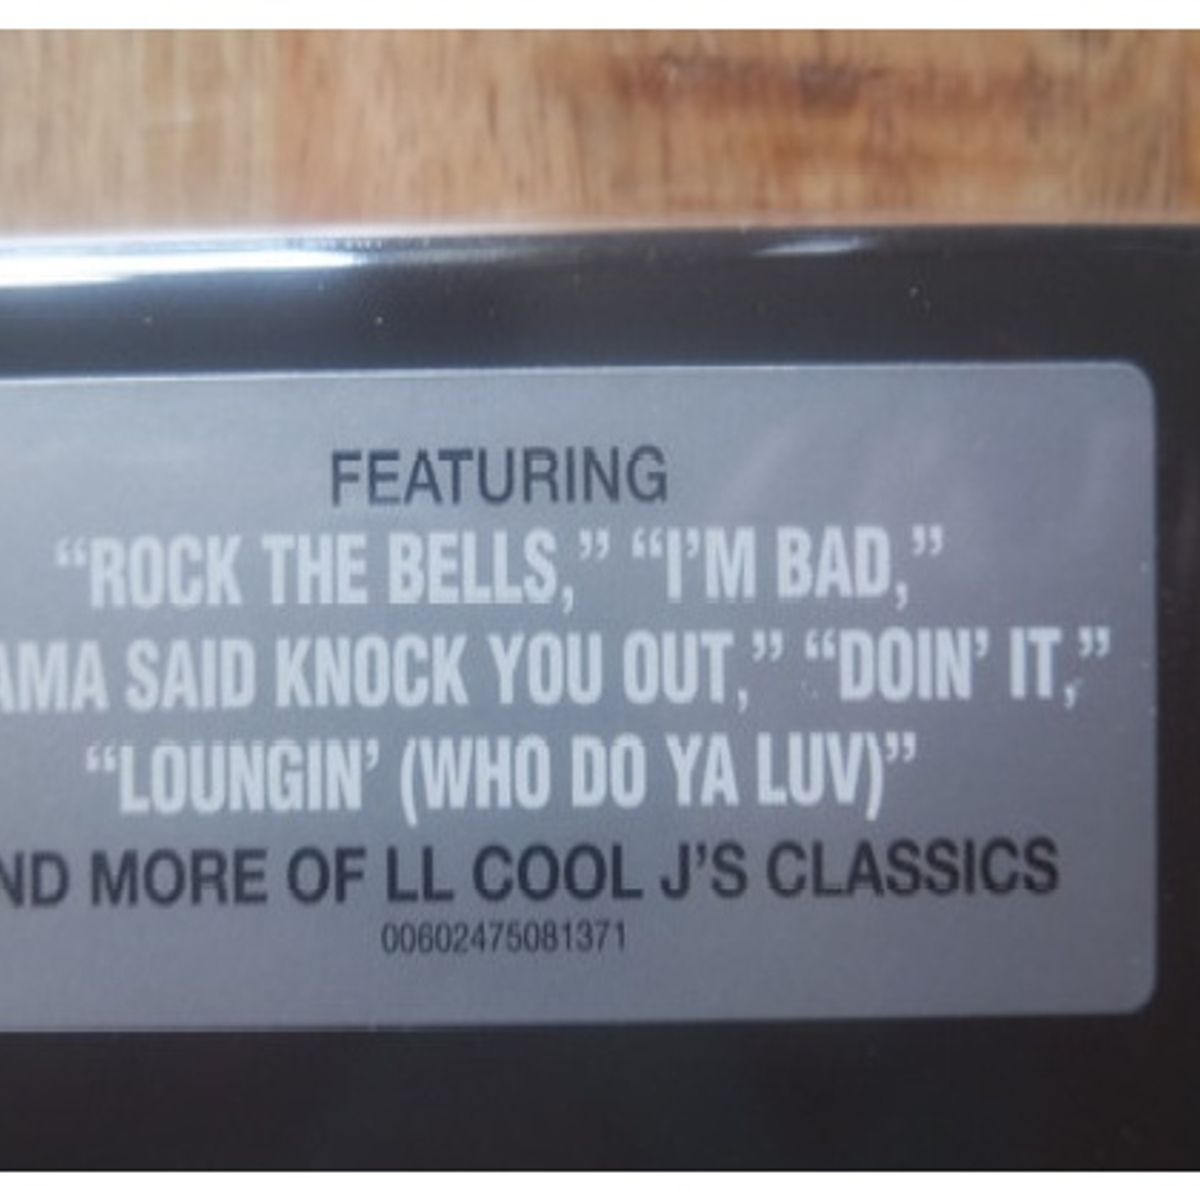 FEATURING
“ROCK THE BELLS,” “I’M BAD,”
AMA SAID KNOCK YOU OUT,” “DOIN’ IT,”
“LOUNGIN’ (WHO DO YA LUV)”
ND MORE OF LL COOL J’S CLASSICS
00602475081371